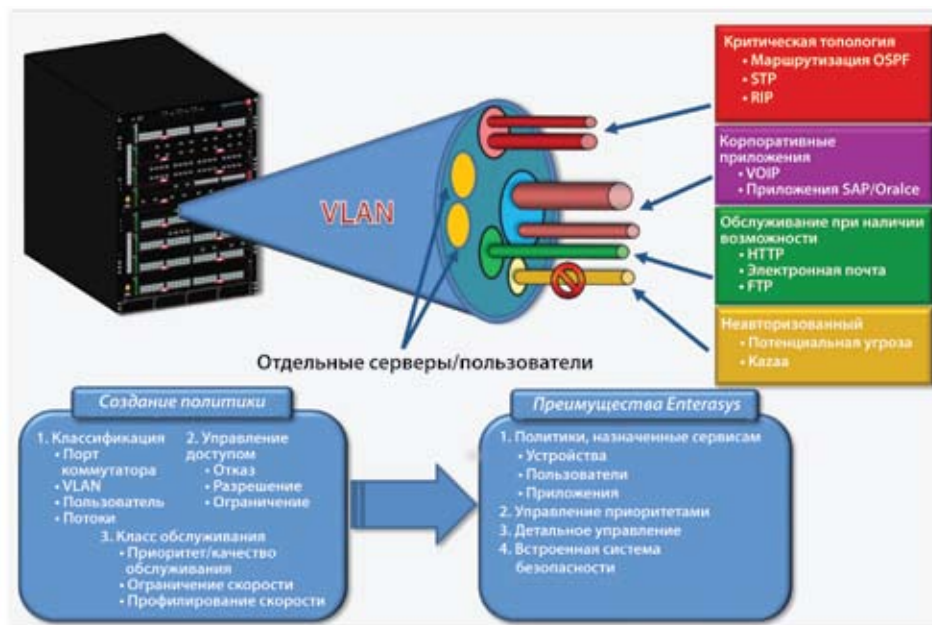 Критическая топология
• Маршрутизация OSPF
• STP
• RIP
Корпоративные
приложения
• VOIP
• Приложения SAP/Oralce
Обслуживание при наличии
возможности
• HTTP
• Электронная почта
• FTP
Неавторизованный
• Потенциальная угроза
• Kazaa
VLAN
Отдельные серверы/пользователи
Создание политики
1. Классификация
• Порт
коммутатора
• VLAN
• Пользователь
• Потоки
2. Управление
доступом
• Отказ
• Разрешение
• Ограничение
3. Класс обслуживания
• Приоритет/качество
обслуживания
• Ограничение скорости
• Профилирование скорости
Преимущества Enterasys
1. Политики, назначенные сервисам
• Устройства
• Пользователи
• Приложения
2. Управление приоритетами
3. Детальное управление
4. Встроенная система
безопасности